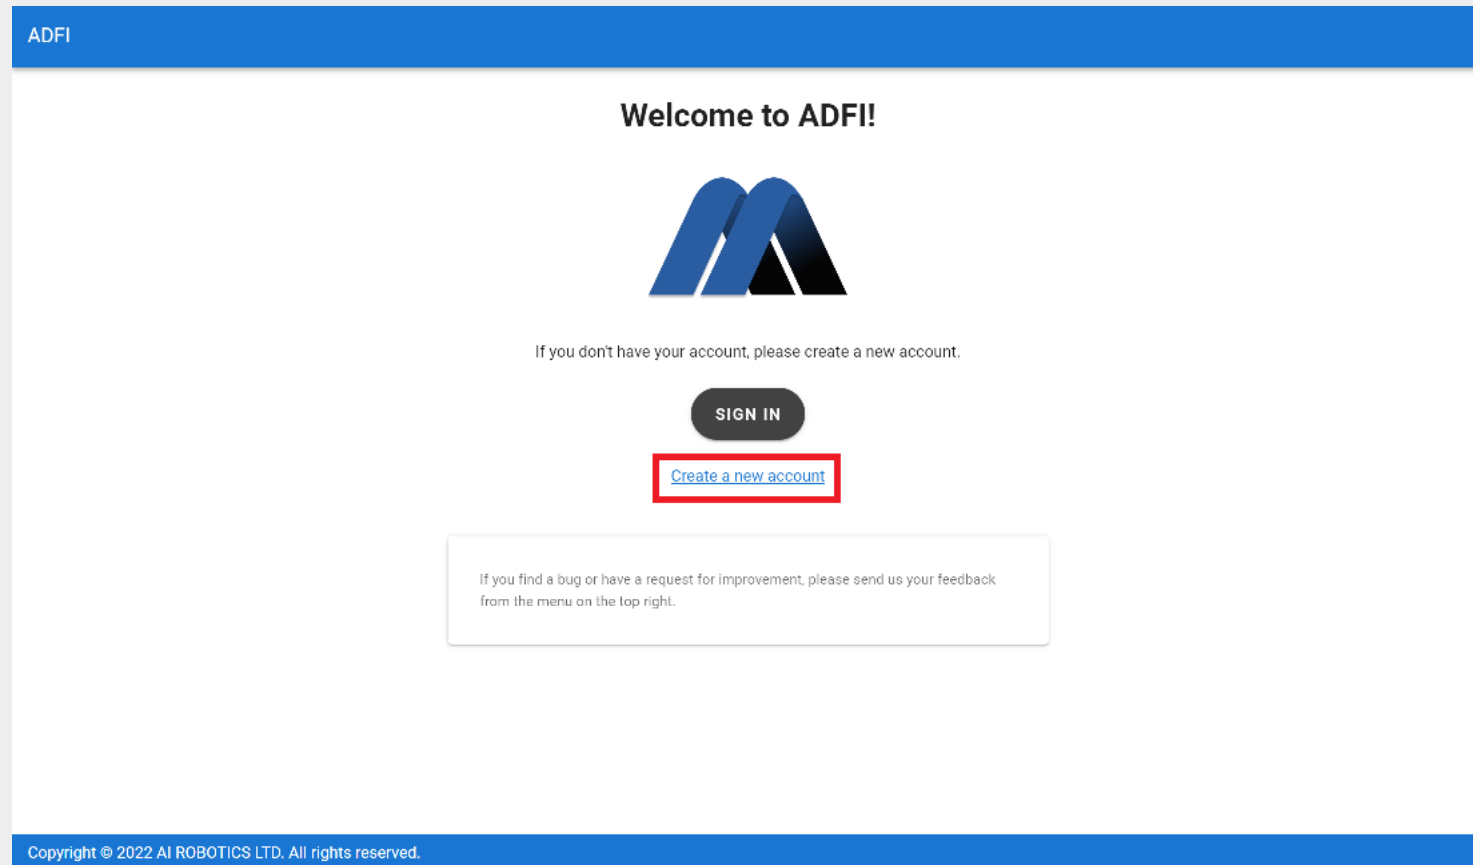 ADFI
Welcome to ADFI!
If you don't have your account, please create a new account.
SIGN IN
Create a new account
If you find a bug or have a request for improvement, please send us your feedback
from the menu on the top right.
Copyright © 2022 AI ROBOTICS LTD. All rights reserved.